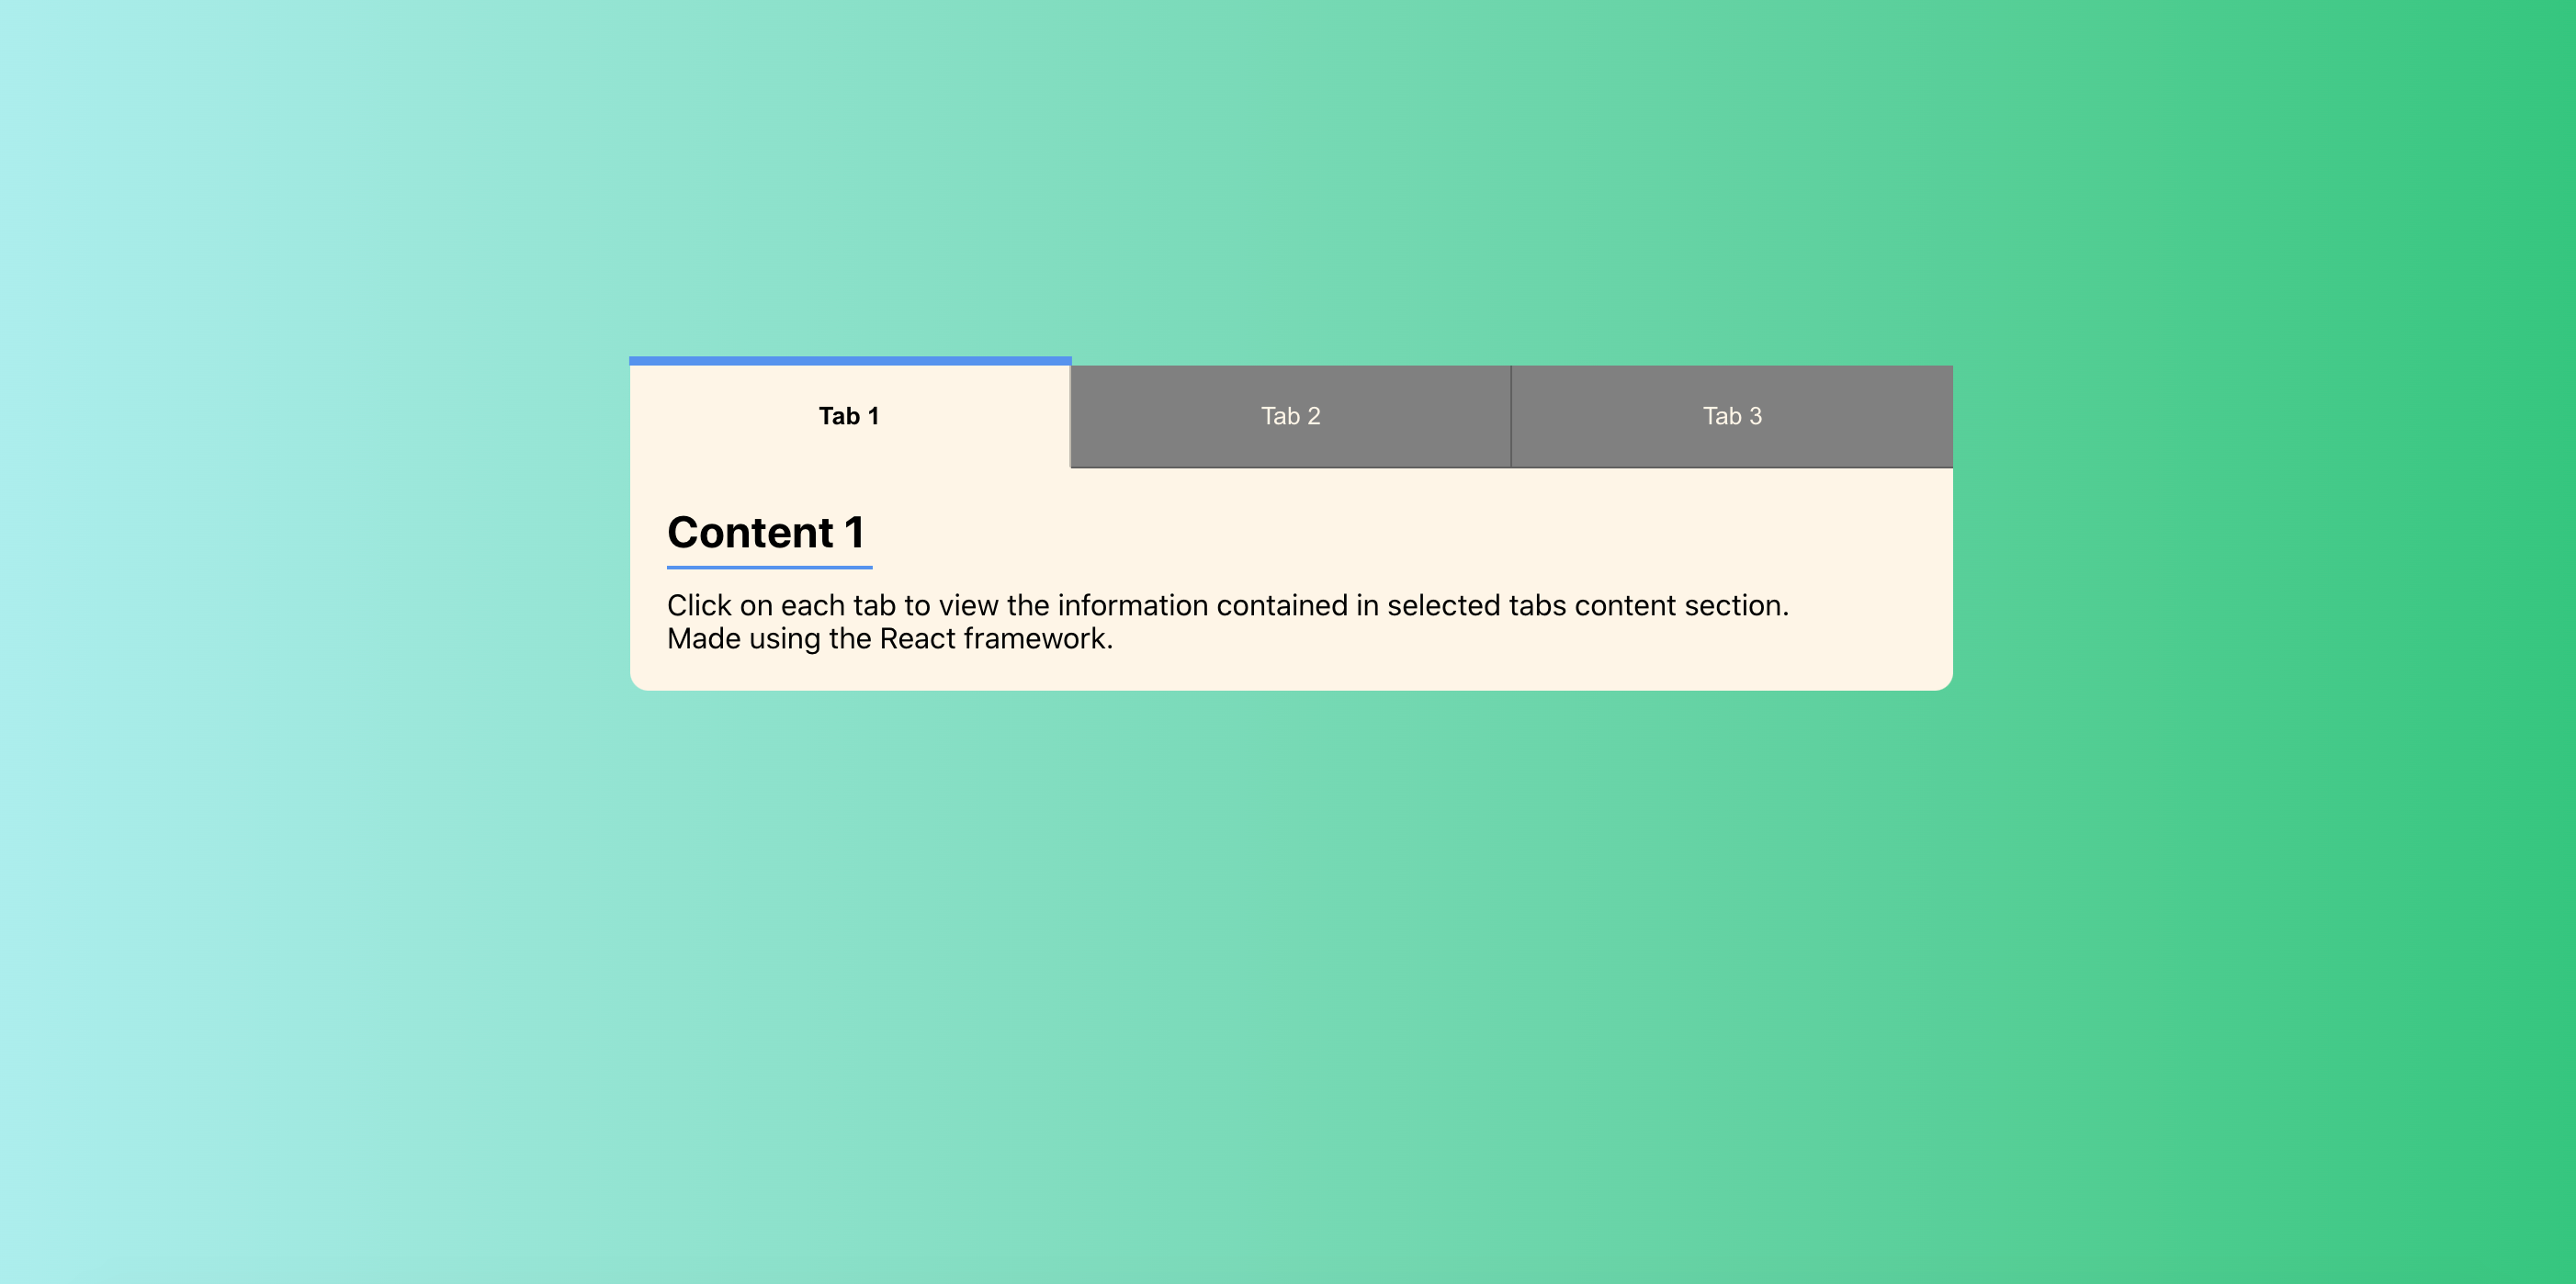 Tab 1 Tab 2 Tab 3
Content 1
Click on each tab to view the information contained in selected tabs content section.
Made using the React framework.